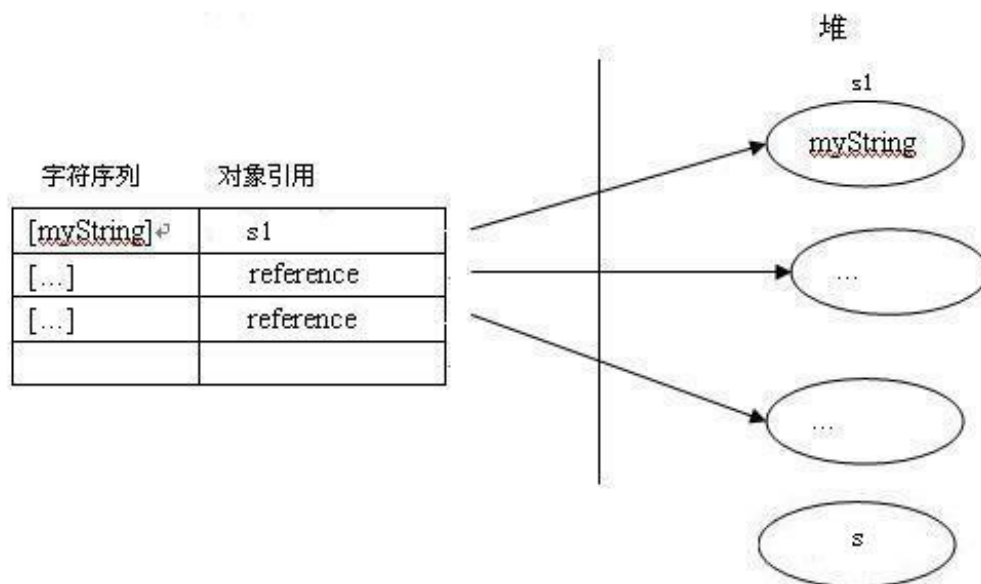 堆
s1
myString
字符序列 对象引用
[myString] s1
[...] reference
[...] reference
...
...
s